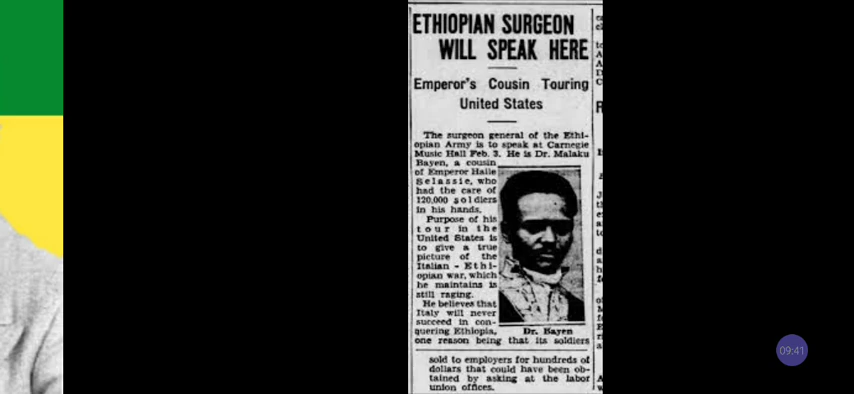 ETHIOPIAN SURGEON
WILL SPEAK HERE
Emperor's Cousin Touring
United States
The surgeon general of the Ethi-
opian Army is to speak at Carnegie
Music Hall Feb. 3. He is Dr. Malaku
Bayen, a cousin
of Emperor Haile
Selassie, who
had the care of
120,000 soldiers
in his hands.
Purpose of his
tour in the
United States is
to give a true
picture of the
Italian - Ethi-
opian war, which
he maintains is
still raging.
He believes that
Italy will never
succeed in con-
quering Ethiopia,
one reason being that its soldiers
Dr. Bayen
sold to employers for hundreds of
dollars that could have been ob-
tained by asking at the labor
union offices.
09:41